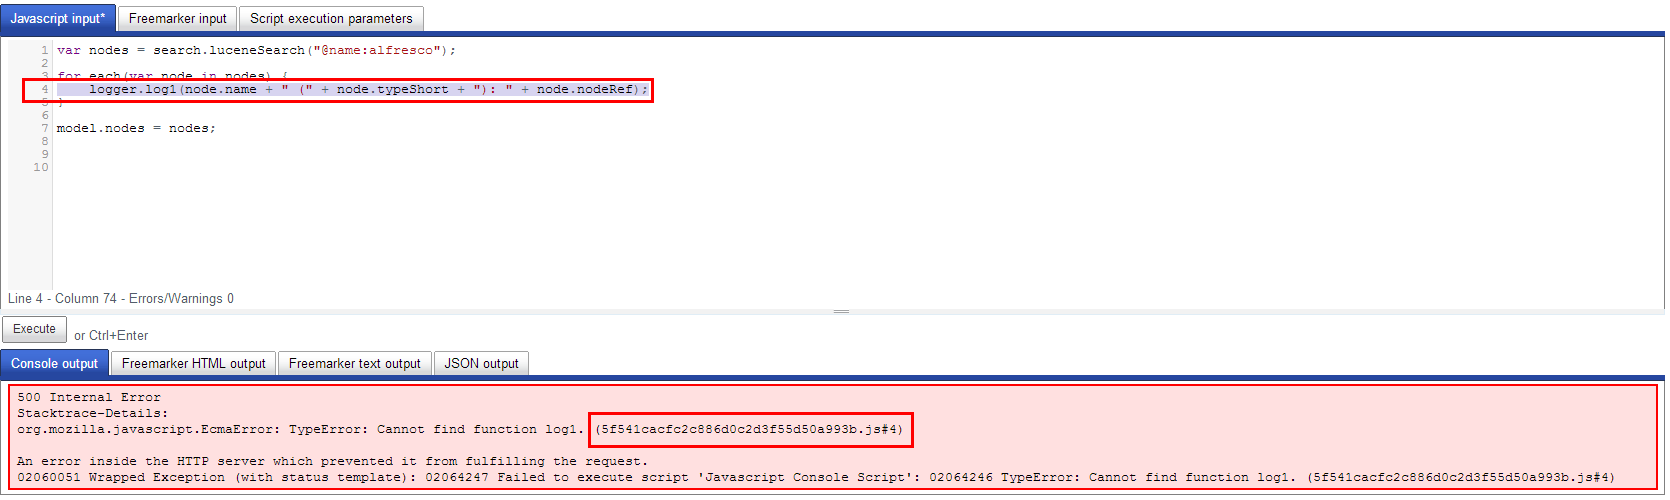 Javascript input* Freemarker input Script execution parameters
1 var nodes = search.luceneSearch("@name:alfresco");
2
3 for each(var node in nodes) {
4 logger.log1(node.name + " (" + node.typeShort + "): " + node.nodeRef);
5 }
6
7 model.nodes = nodes;
8
9
10
Line 4 - Column 74 - Errors/Warnings 0
Execute or Ctrl+Enter
Console output Freemarker HTML output Freemarker text output JSON output
500 Internal Error
Stacktrace-Details:
org.mozilla.javascript.EcmaError: TypeError: Cannot find function log1. (5f541cacfc2c886d0c2d3f55d50a993b.js#4)
An error inside the HTTP server which prevented it from fulfilling the request.
02060051 Wrapped Exception (with status template): 02064247 Failed to execute script 'Javascript Console Script': 02064246 TypeError: Cannot find function log1. (5f541cacfc2c886d0c2d3f55d50a993b.js#4)